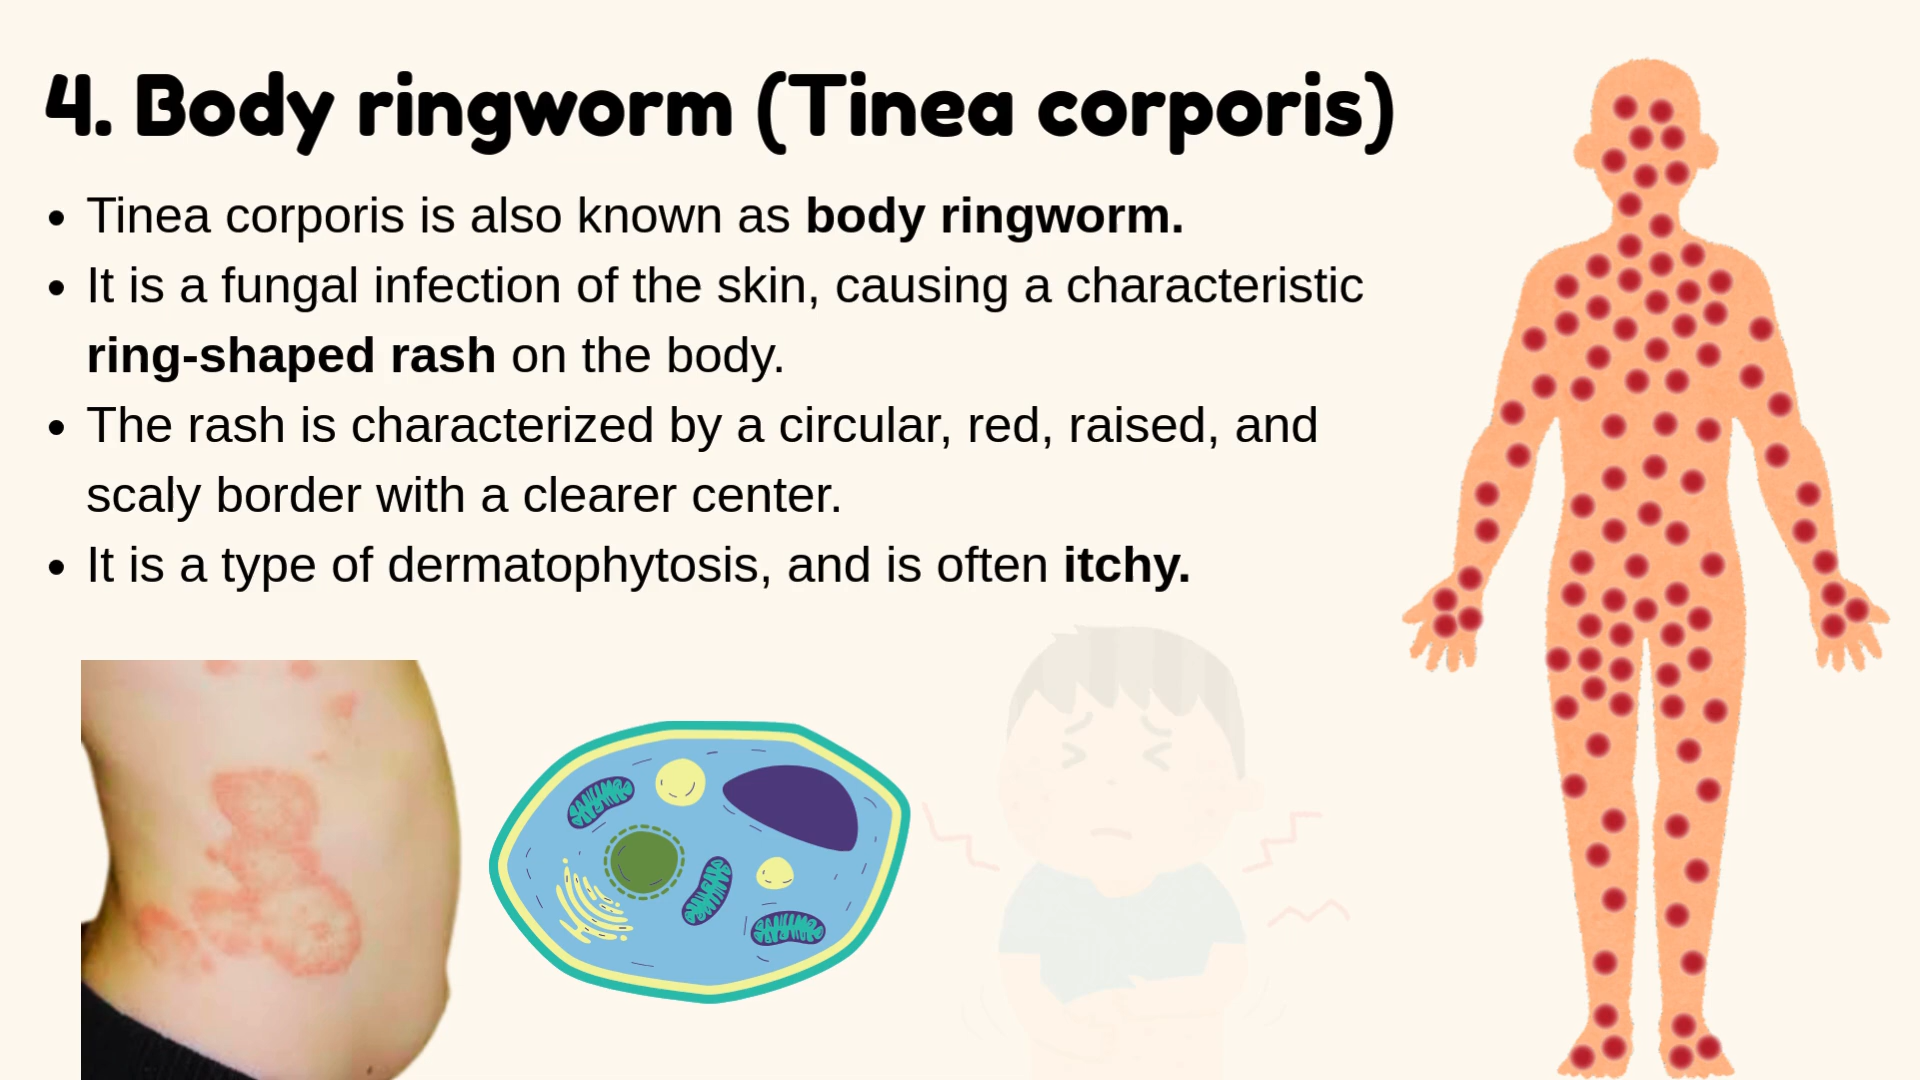 4. Body ringworm (Tinea corporis)
• Tinea corporis is also known as body ringworm.
• It is a fungal infection of the skin, causing a characteristic
ring-shaped rash on the body.
• The rash is characterized by a circular, red, raised, and
scaly border with a clearer center.
• It is a type of dermatophytosis, and is often itchy.